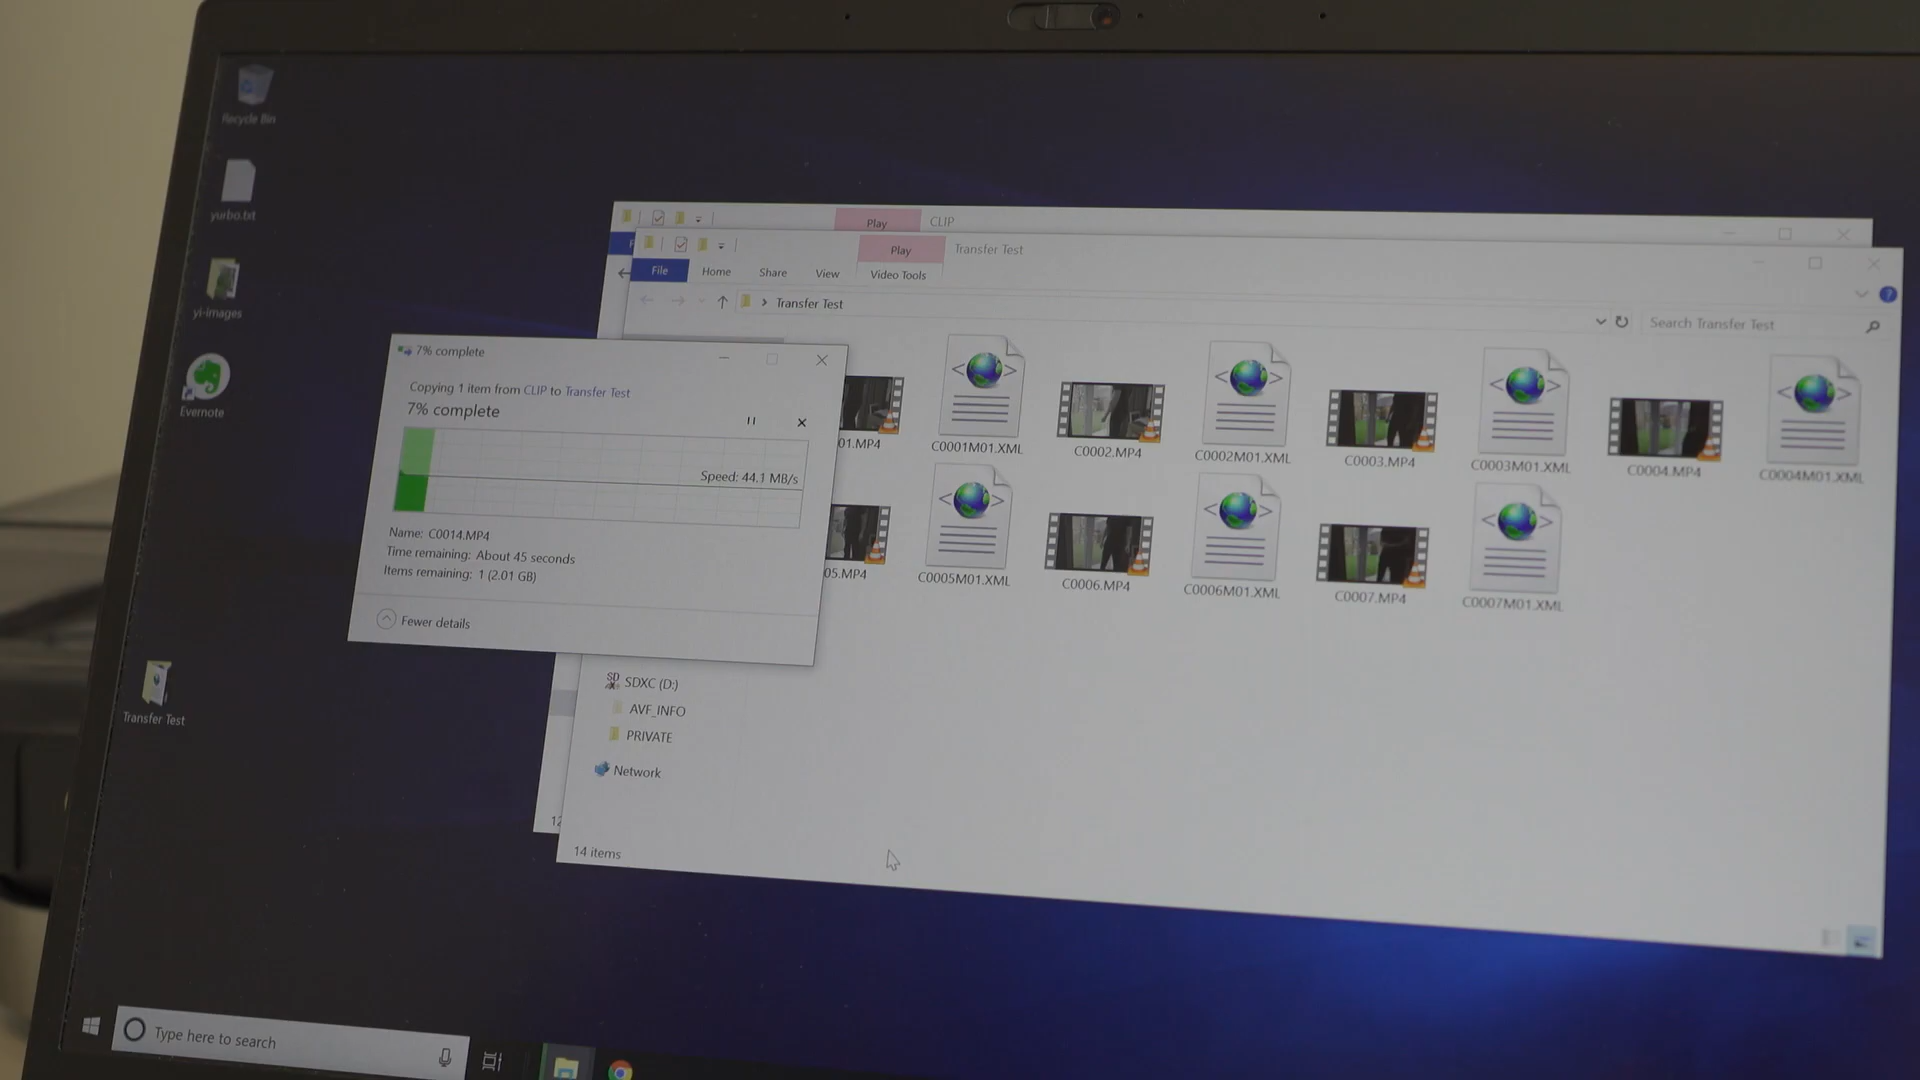 Recycle Bin
yurbo.txt
yi-images
Evernote
Transfer Test
Play
CLIP
Play
Transfer Test
File
Home
Share
View
Video Tools
Transfer Test
Search Transfer Test
7% complete
Copying 1 item from CLIP to Transfer Test
7% complete
Speed: 44.1 MB/s
Name: C0014.MP4
Time remaining: About 45 seconds
Items remaining: 1 (2.01 GB)
Fewer details
01.MP4
C0001M01.XML
C0002.MP4
C0002M01.XML
C0003.MP4
C0003M01.XML
C0004.MP4
C0004M01.XML
05.MP4
C0005M01.XML
C0006.MP4
C0006M01.XML
C0007.MP4
C0007M01.XML
SDXC (D:)
AVF_INFO
PRIVATE
Network
14 items
Type here to search